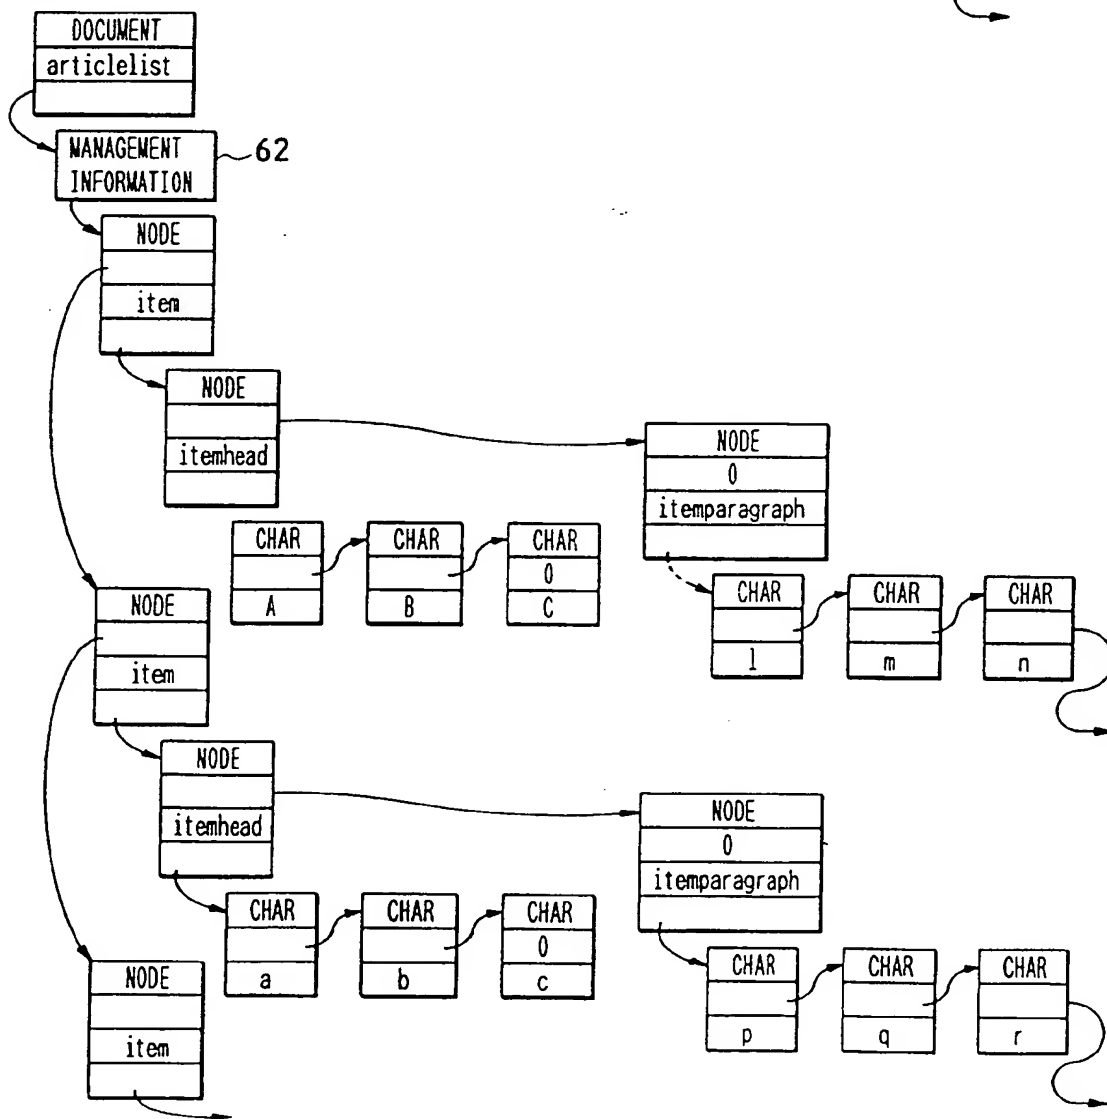 DOCUMENT
articlelist
MANAGEMENT
INFORMATION
62
NODE
item
NODE
itemhead
NODE
0
itemparagraph
CHAR
A
CHAR
B
CHAR
0
C
CHAR
l
CHAR
m
CHAR
n
NODE
item
NODE
itemhead
NODE
0
itemparagraph
CHAR
a
CHAR
b
CHAR
0
c
CHAR
p
CHAR
q
CHAR
r
NODE
item